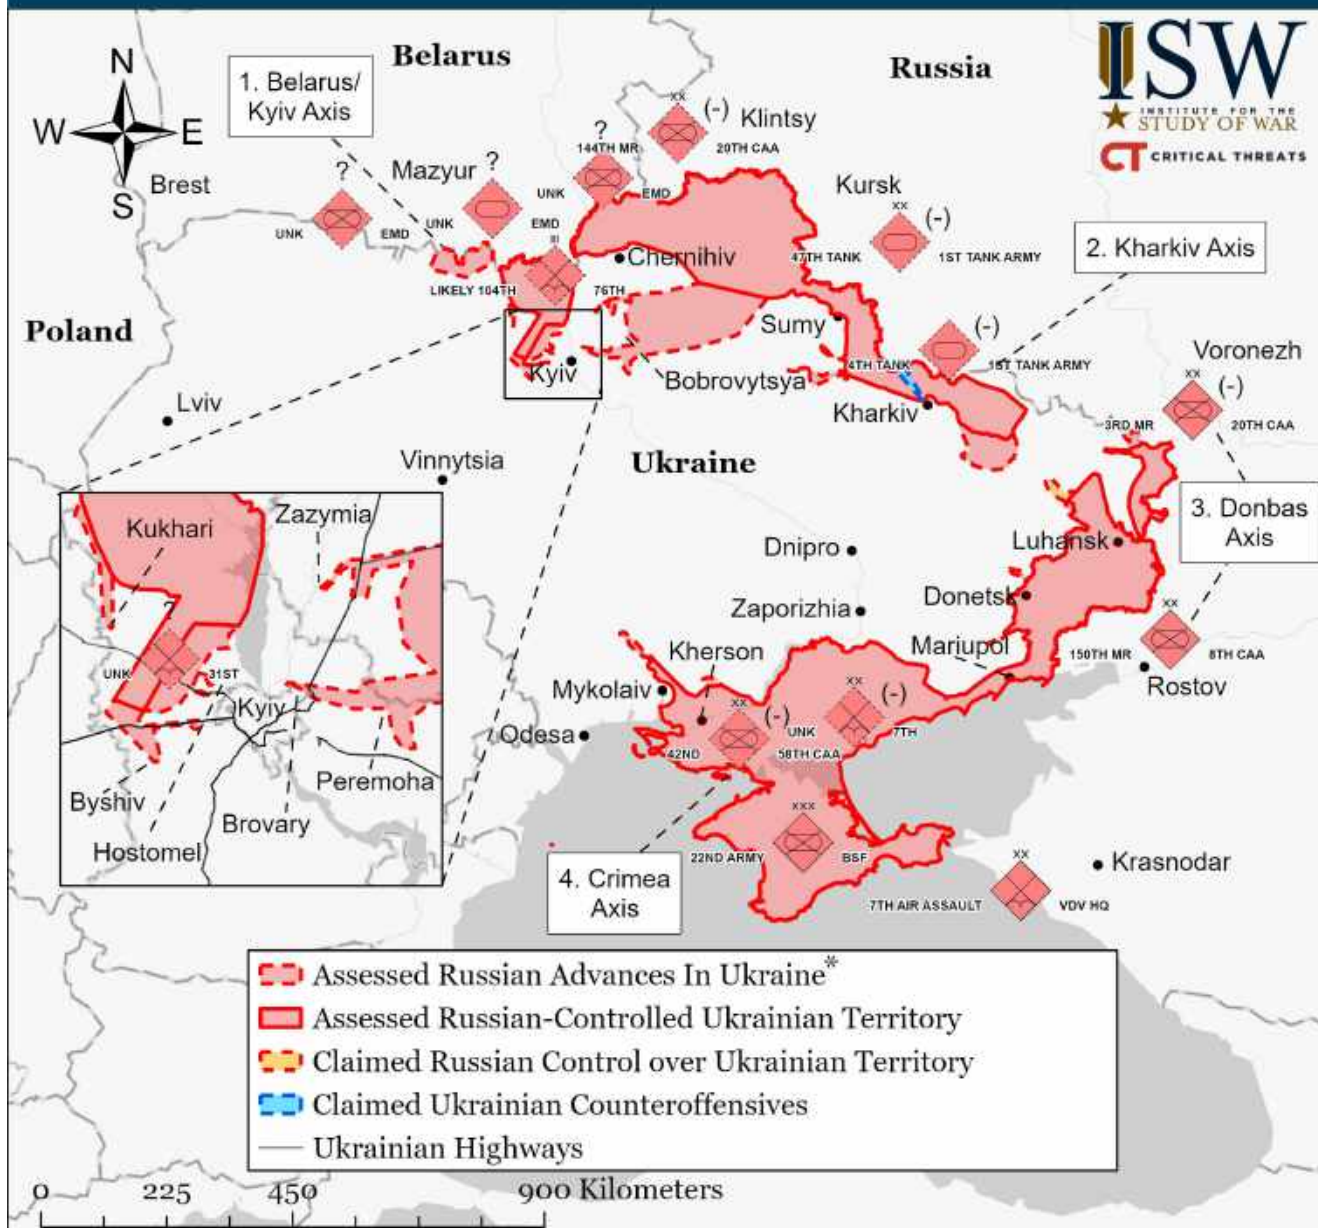 Belarus
Russia
ISW
INSTITUTE FOR THE
STUDY OF WAR
CT CRITICAL THREATS
N
W E
S
1. Belarus/
Kyiv Axis
Brest
Mazyur
?
UNK EMD
?
UNK EMD
?
144TH MR
UNK EMD
xx
(-)
Klintsy
20TH CAA
Kursk
xx
(-)
47TH TANK 1ST TANK ARMY
2. Kharkiv Axis
Chernihiv
III
LIKELY 104TH 76TH
Poland
Sumy
(-)
4TH TANK 1ST TANK ARMY
Voronezh
xx
(-)
3RD MR 20TH CAA
Kyiv
Bobrovytsya
Kharkiv
Lviv
Vinnytsia
Ukraine
3. Donbas
Axis
Kukhari
Zazymia
?
UNK 31ST
Kyiv
Byshiv
Hostomel
Brovary
Peremoha
Dnipro
Luhansk
Zaporizhia
Donetsk
Kherson
Mariupol
xx
150TH MR 8TH CAA
Rostov
Mykolaiv
Odesa
xx
(-)
42ND 58TH CAA
xx
(-)
UNK 7TH
xxx
22ND ARMY BSF
4. Crimea
Axis
xx
7TH AIR ASSAULT VDV HQ
Krasnodar
Assessed Russian Advances In Ukraine*
Assessed Russian-Controlled Ukrainian Territory
Claimed Russian Control over Ukrainian Territory
Claimed Ukrainian Counteroffensives
Ukrainian Highways
0 225 450 900 Kilometers